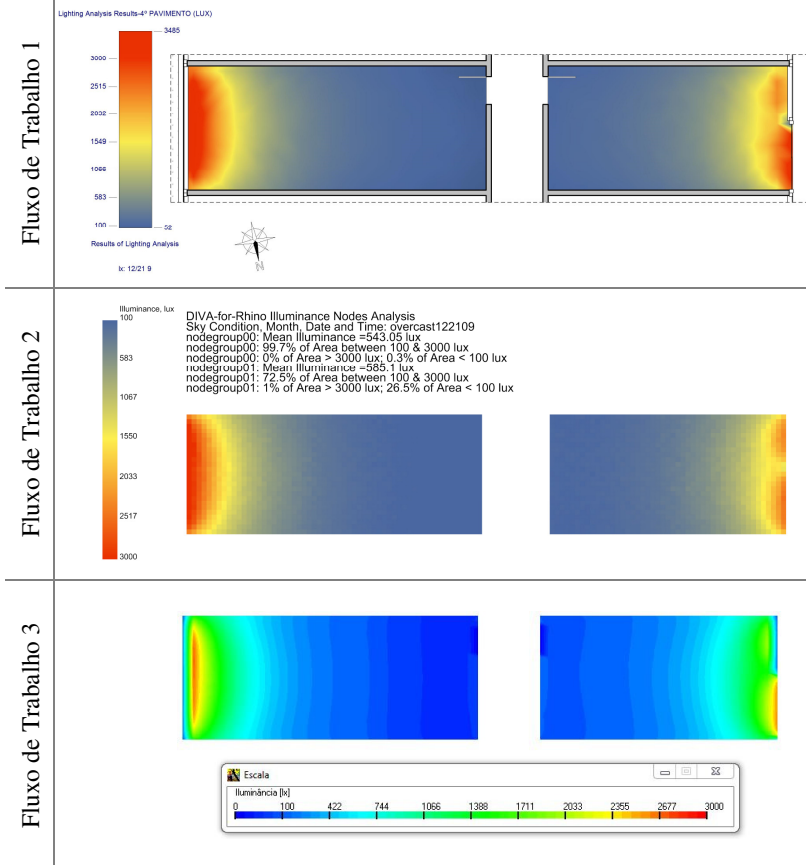 Fluxo de Trabalho 1
Lighting Analysis Results-4º PAVIMENTO (LUX)
3485
3000
2515
2032
1549
1066
583
100
52
Results of Lighting Analysis
lx: 12/21 9
N
Fluxo de Trabalho 2
Illuminance, lux
100
583
1067
1550
2033
2517
3000
DIVA-for-Rhino Illuminance Nodes Analysis
Sky Condition, Month, Date and Time: overcast122109
nodegroup00: Mean Illuminance =543.05 lux
nodegroup00: 99.7% of Area between 100 & 3000 lux
nodegroup00: 0% of Area > 3000 lux; 0.3% of Area < 100 lux
nodegroup01: Mean Illuminance =585.1 lux
nodegroup01: 72.5% of Area between 100 & 3000 lux
nodegroup01: 1% of Area > 3000 lux; 26.5% of Area < 100 lux
Fluxo de Trabalho 3
Escala
Iluminância [lx]
0 100 422 744 1066 1388 1711 2033 2355 2677 3000